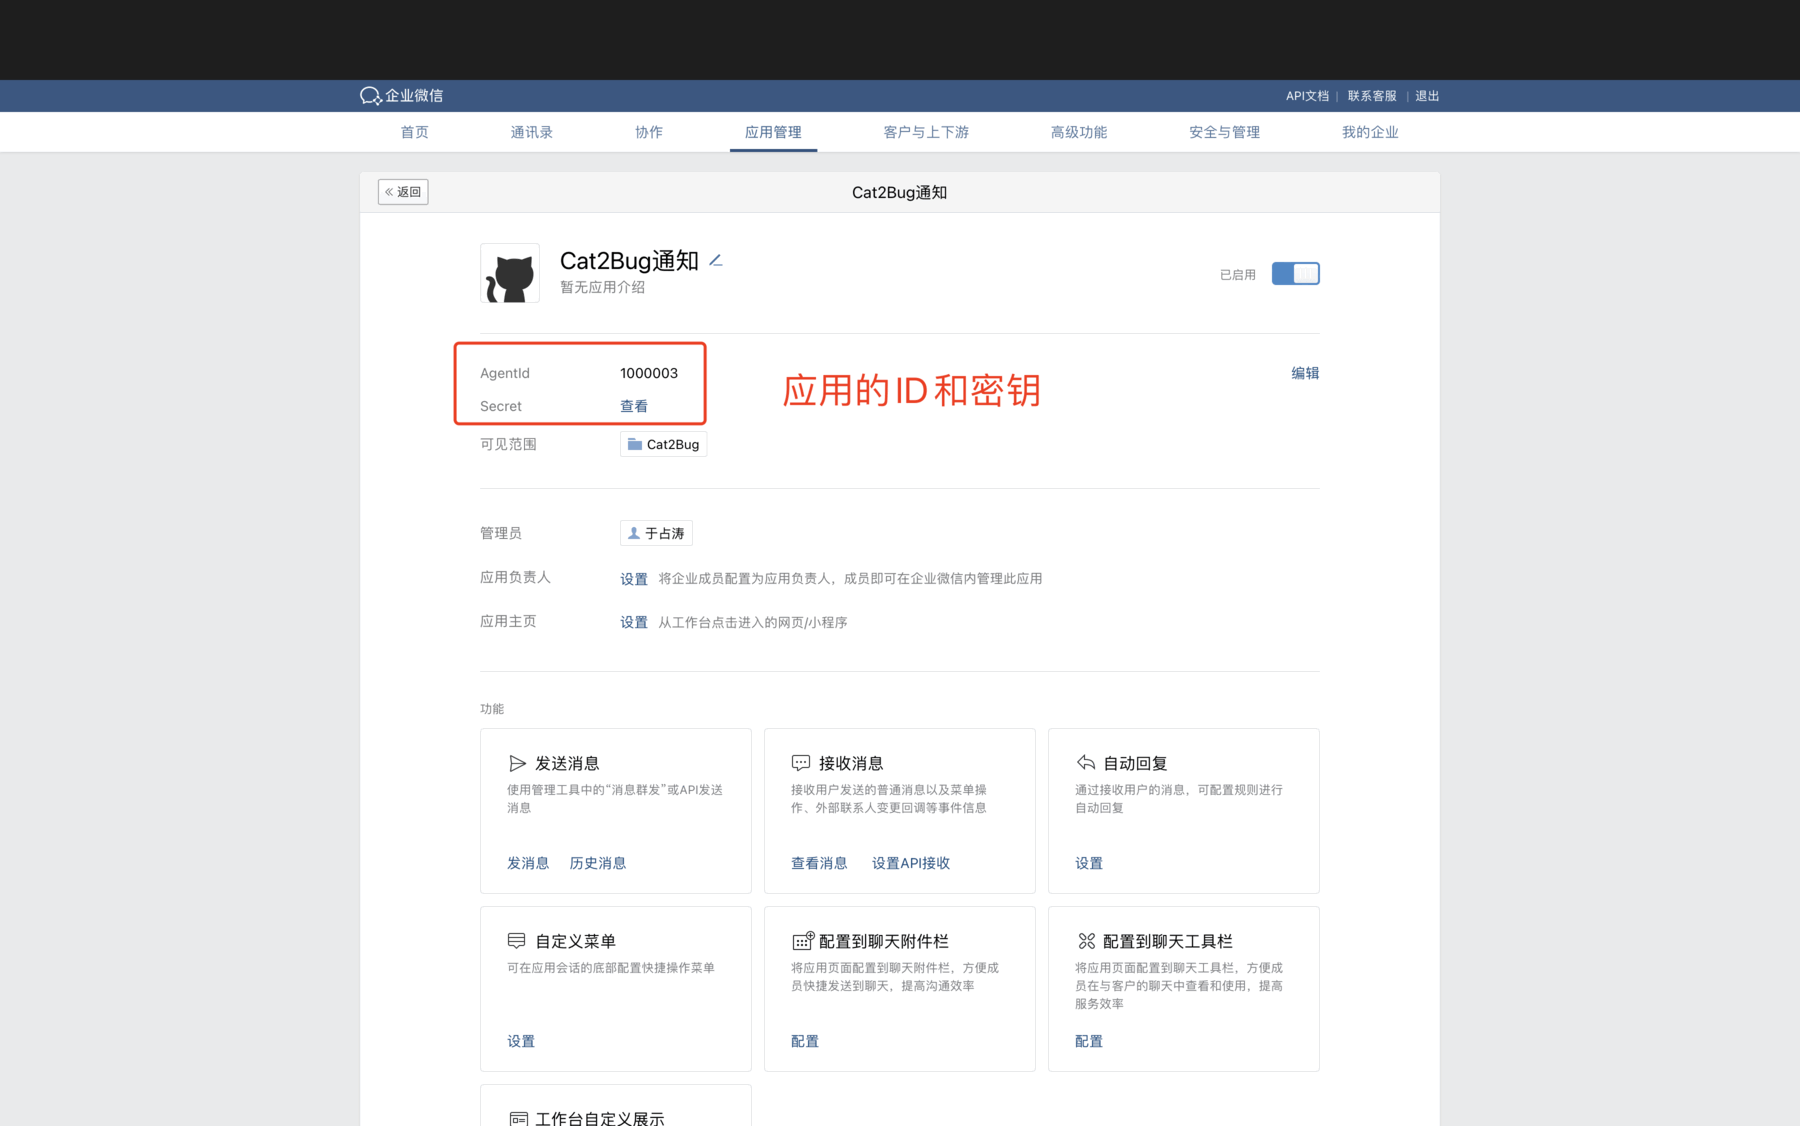 企业微信
API文档 | 联系客服 | 退出
首页 通讯录 协作 应用管理 客户与上下游 高级功能 安全与管理 我的企业
« 返回
Cat2Bug通知
Cat2Bug通知
暂无应用介绍
已启用
AgentId 1000003
Secret 查看
应用的ID和密钥
编辑
可见范围 Cat2Bug
管理员 于占涛
应用负责人 设置 将企业成员配置为应用负责人，成员即可在企业微信内管理此应用
应用主页 设置 从工作台点击进入的网页/小程序
功能
发送消息
使用管理工具中的“消息群发”或API发送
消息
发消息 历史消息
接收消息
接收用户发送的普通消息以及菜单操
作、外部联系人变更回调等事件信息
查看消息 设置API接收
自动回复
通过接收用户的消息，可配置规则进行
自动回复
设置
自定义菜单
可在应用会话的底部配置快捷操作菜单
设置
配置到聊天附件栏
将应用页面配置到聊天附件栏，方便成
员快捷发送到聊天，提高沟通效率
配置
配置到聊天工具栏
将应用页面配置到聊天工具栏，方便成
员在与客户的聊天中查看和使用，提高
服务效率
配置
工作台自定义展示